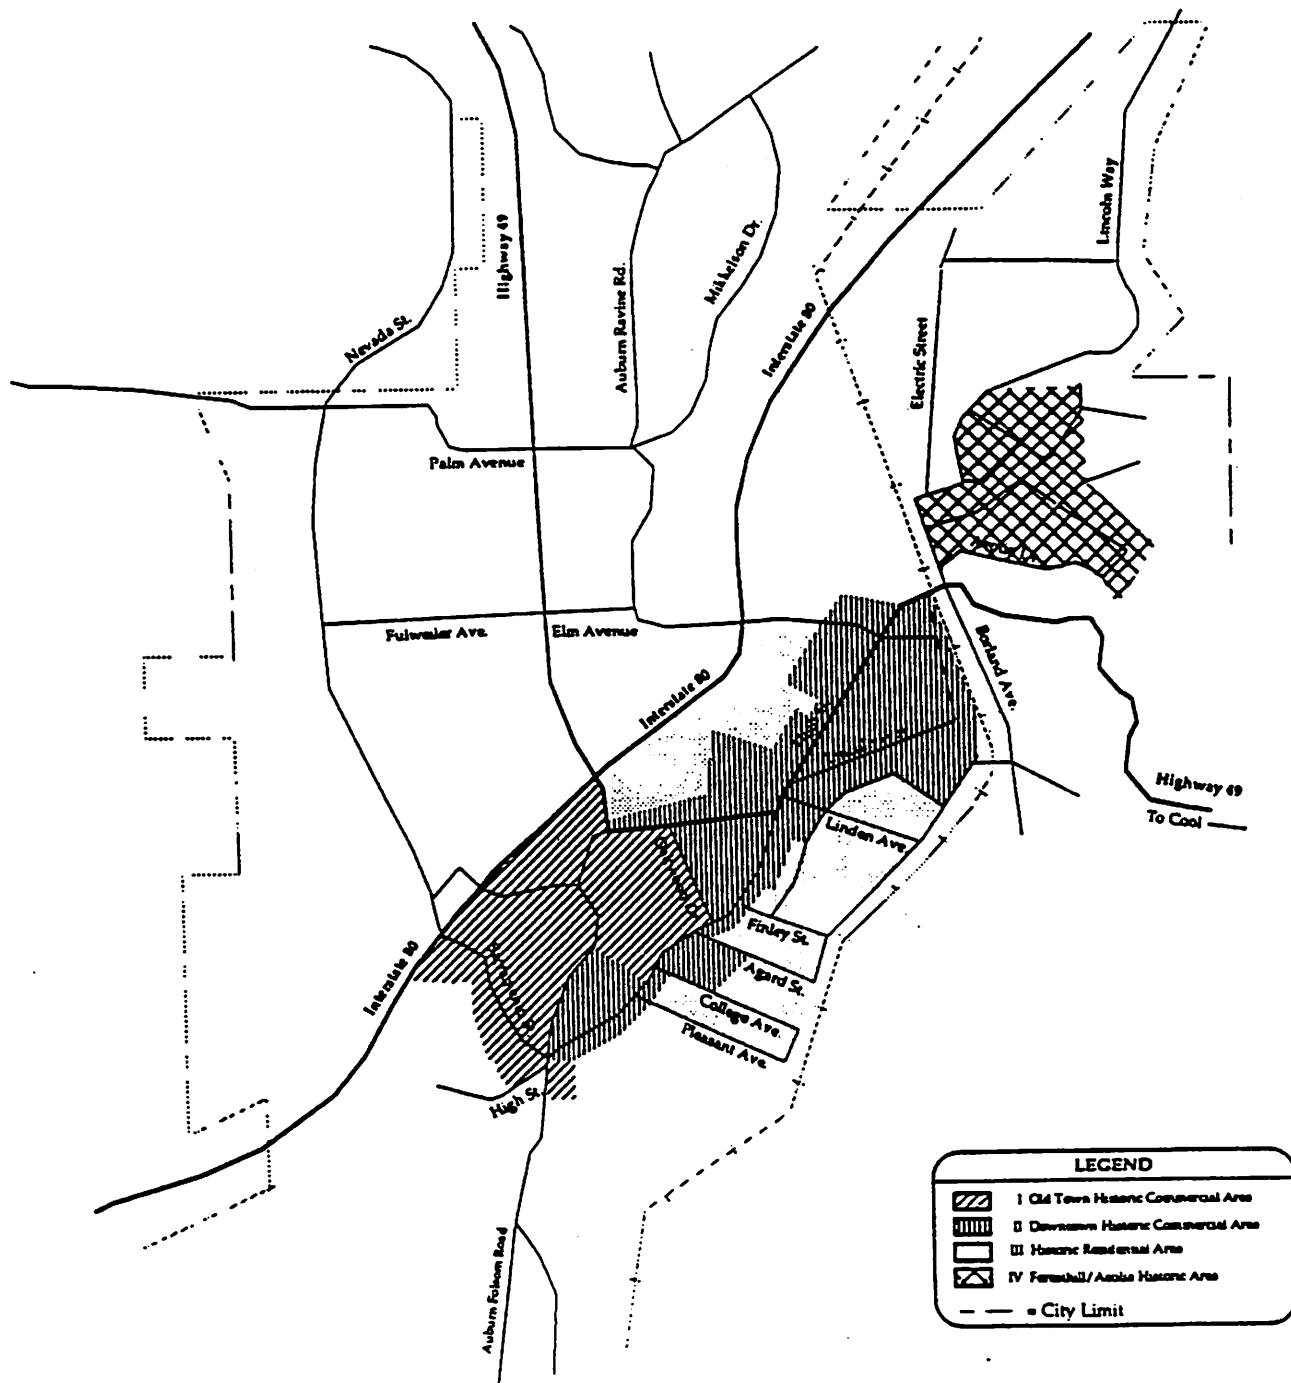 Lincoln Way
Highway 49
Mikkelson Dr.
Auburn Ravine Rd.
Nevada St.
Interstate 80
Electric Street
Palm Avenue
Fulweiler Ave.
Elm Avenue
Interstate 80
Borland Ave.
Highway 49
To Cool
Linden Ave.
Finley St.
Agard St.
College Ave.
Pleasant Ave.
Interstate 80
High St.
Auburn Folsom Road
LEGEND
I Old Town Historic Commercial Area
II Downtown Historic Commercial Area
III Historic Residential Area
IV Historic Area
= City Limit